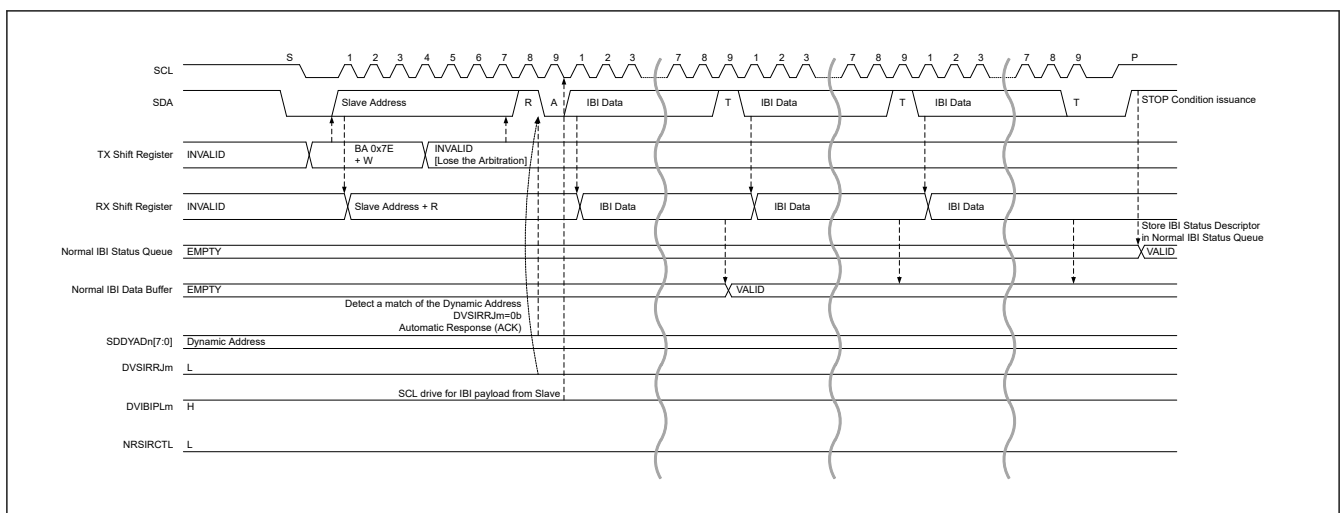 S 1 2 3 4 5 6 7 8 9 1 2 3 7 8 9 1 2 3 7 8 9 1 2 3 7 8 9 P
SCL
SDA Slave Address R A IBI Data T IBI Data T IBI Data T STOP Condition issuance
TX Shift Register INVALID BA 0x7E
+ W INVALID
[Lose the Arbitration]
RX Shift Register INVALID Slave Address + R IBI Data IBI Data IBI Data
Store IBI Status Descriptor
in Normal IBI Status Queue
Normal IBI Status Queue EMPTY VALID
Normal IBI Data Buffer EMPTY VALID
Detect a match of the Dynamic Address
DVSIRRJm=0b
Automatic Response (ACK)
SDDYADn[7:0] Dynamic Address
DVSIRRJm L
SCL drive for IBI payload from Slave
DVIBIPLm H
NRSIRCTL L